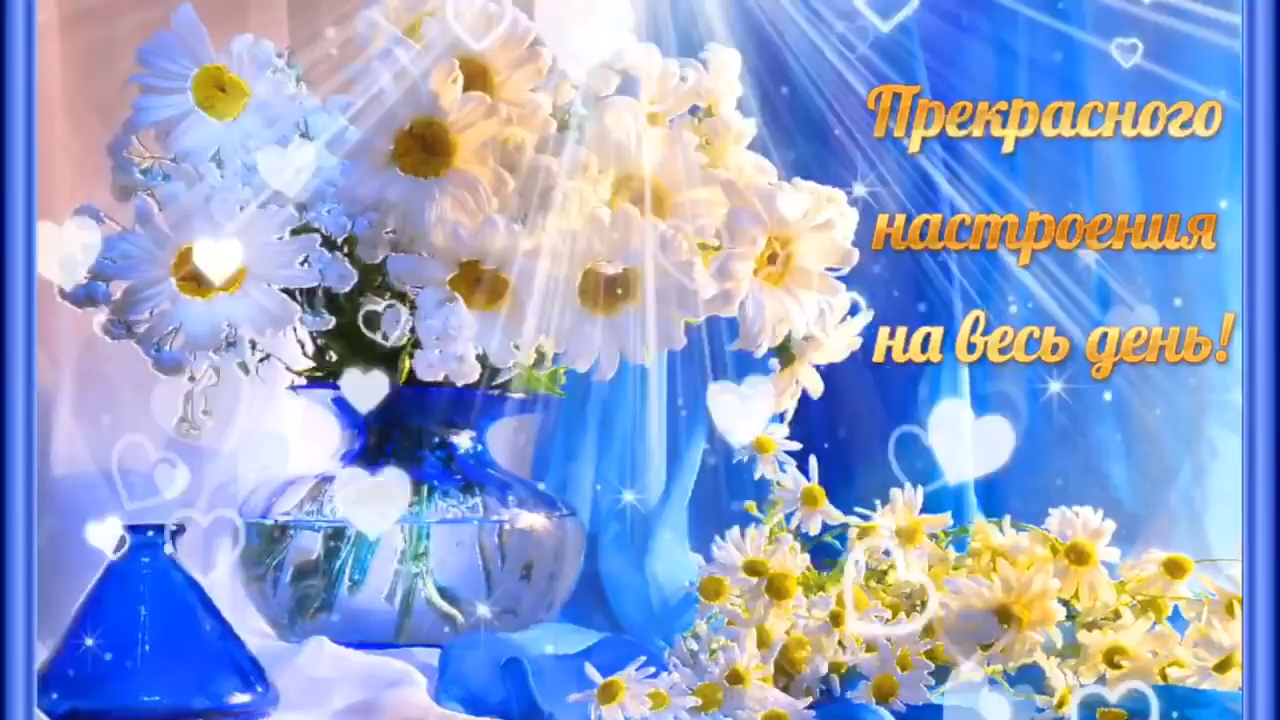 Прекрасного
настроения
на весь день!